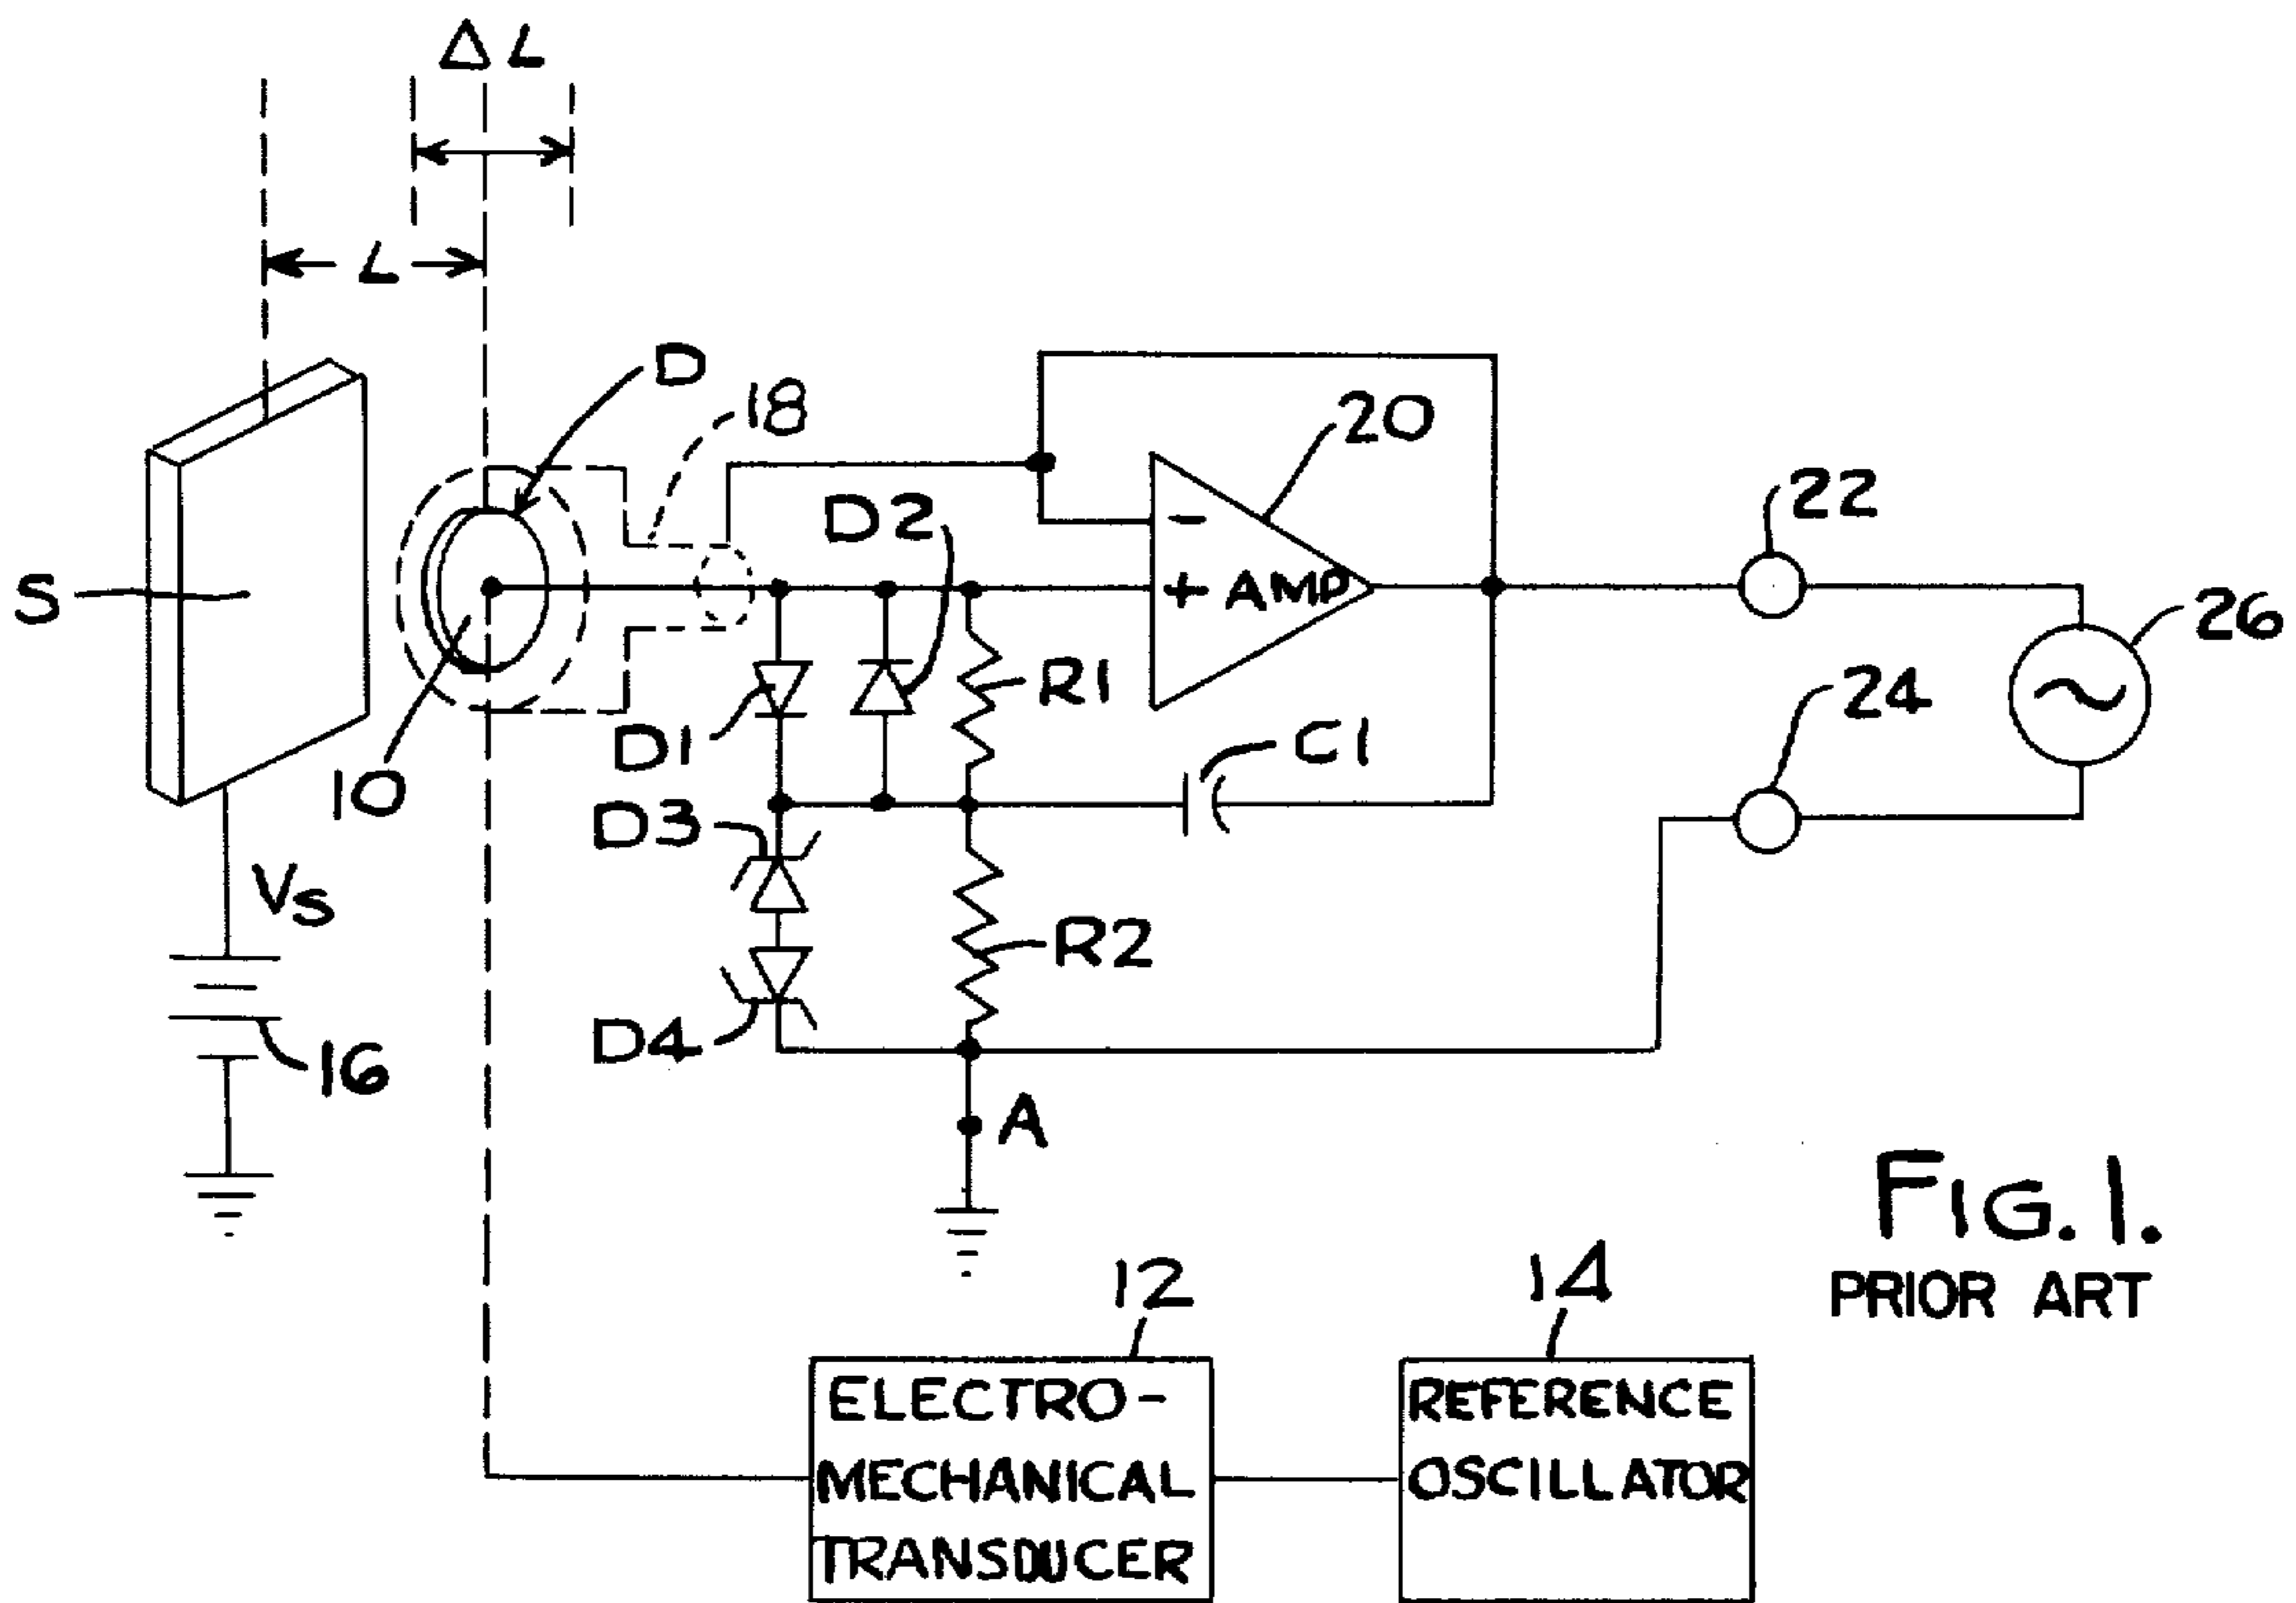 ΔL
L
D
18
20
D2
22
S
- 
+ AMP
26
R1
24
D1
C1
10
D3
Vs
R2
D4
16
A
FIG. 1.
PRIOR ART
12
14
ELECTRO-
MECHANICAL
TRANSDUCER
REFERENCE
OSCILLATOR